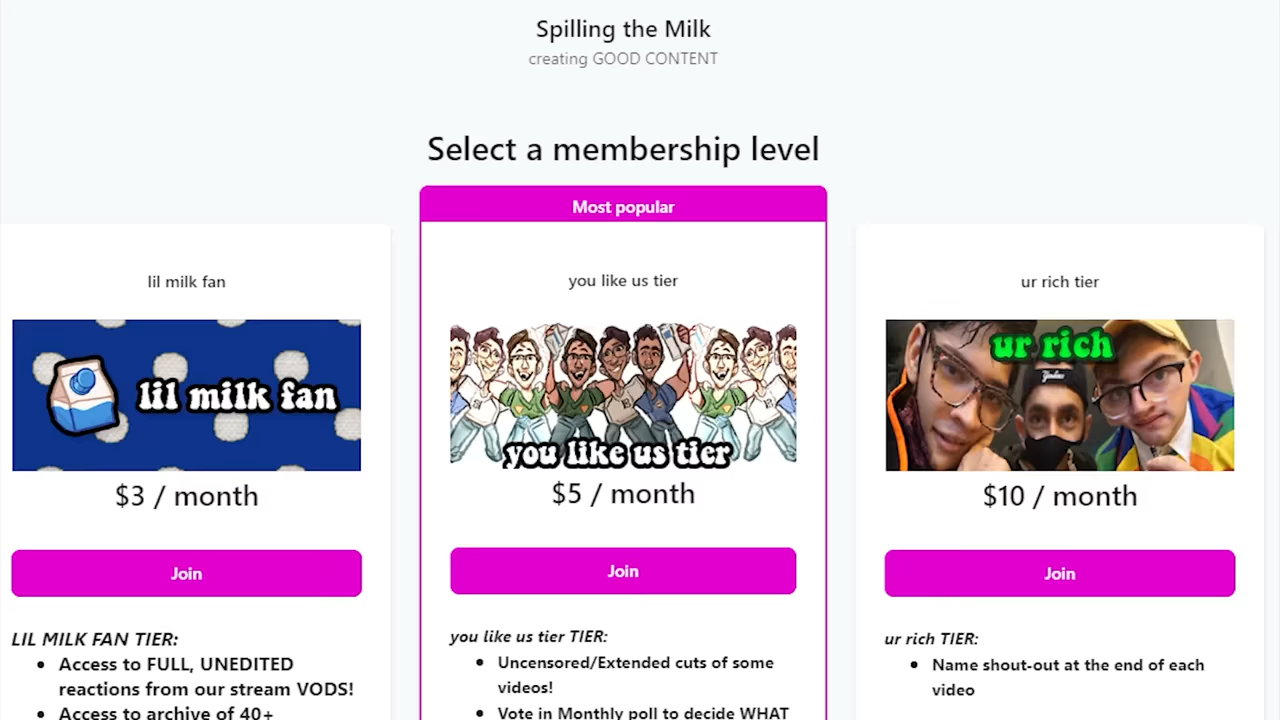 Spilling the Milk
creating GOOD CONTENT
Select a membership level
lil milk fan
lil milk fan
$3 / month
Join
LIL MILK FAN TIER:
• Access to FULL, UNEDITED
reactions from our stream VODS!
• Access to archive of 40+
Most popular
you like us tier
you like us tier
$5 / month
Join
you like us tier TIER:
• Uncensored/Extended cuts of some
videos!
• Vote in Monthly poll to decide WHAT
ur rich tier
ur rich
$10 / month
Join
ur rich TIER:
• Name shout-out at the end of each
video